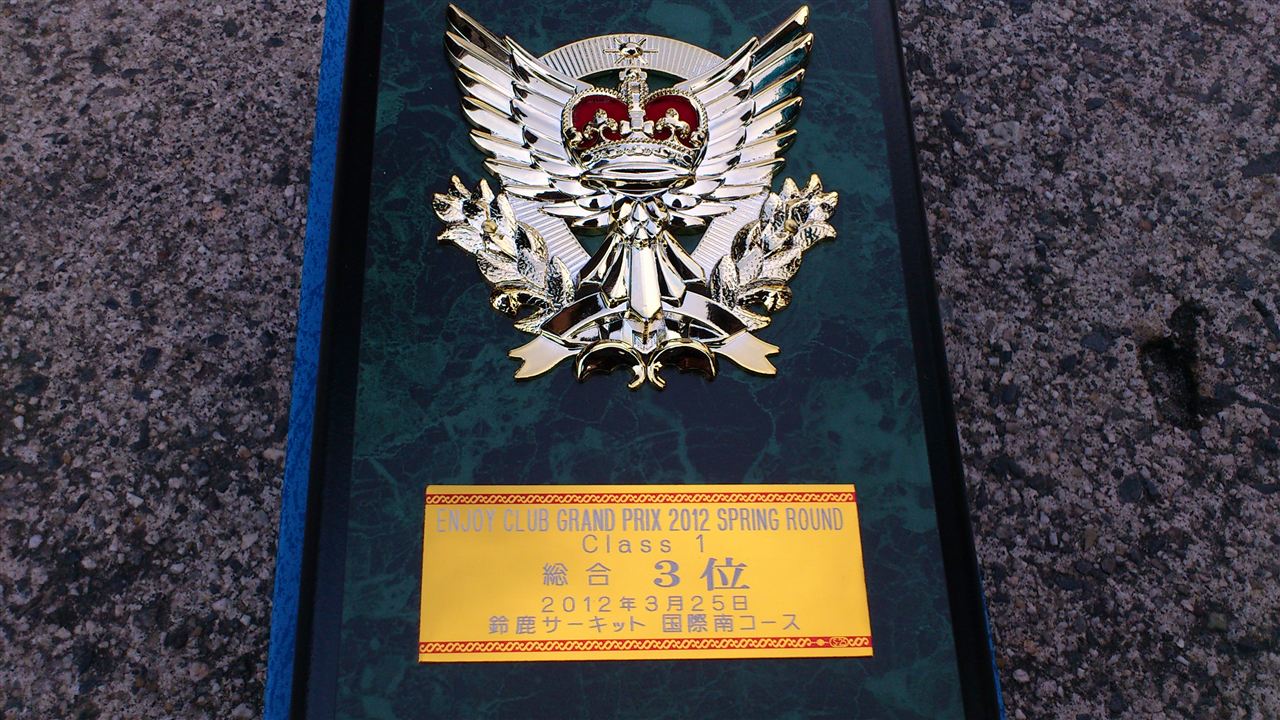 ENJOY CLUB GRAND PRIX 2012 SPRING ROUND
Class 1
総合 3位
2012年3月25日
鈴鹿サーキット 国際南コース